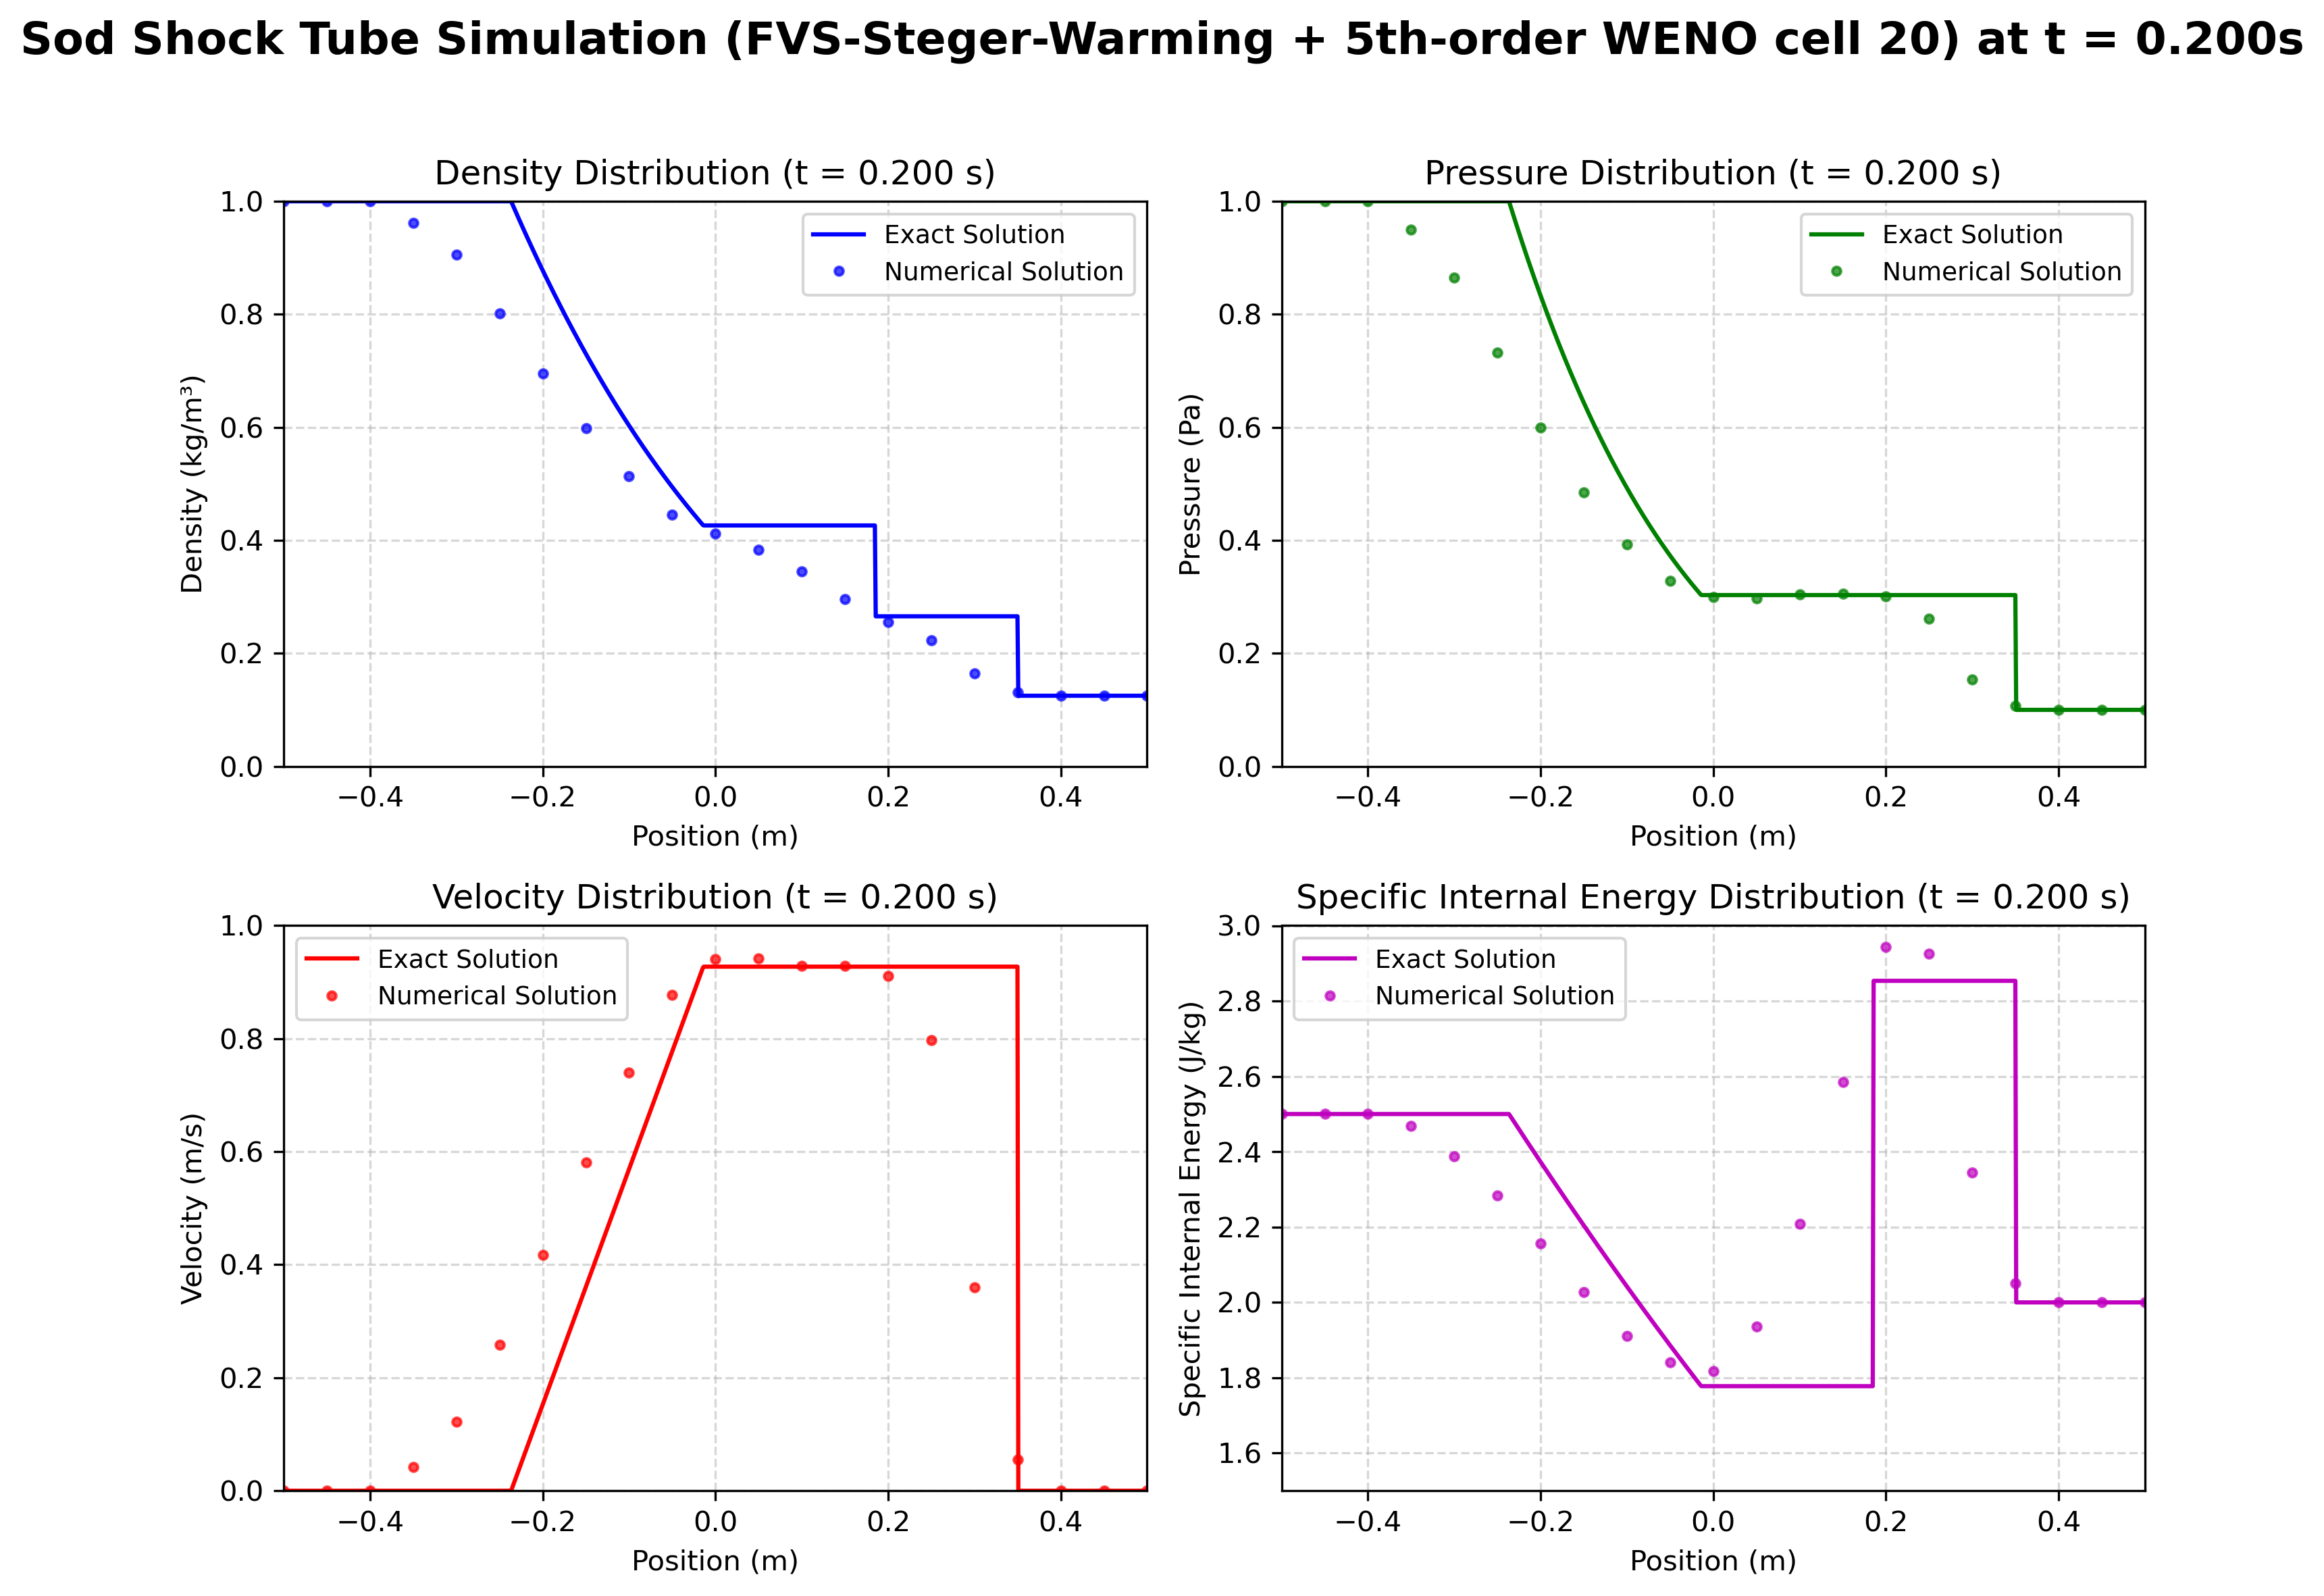 Sod Shock Tube Simulation (FVS-Steger-Warming + 5th-order WENO cell 20) at t = 0.200s
Density Distribution (t = 0.200 s)
Exact Solution
Numerical Solution
Density (kg/m³)
1.0
0.8
0.6
0.4
0.2
0.0
−0.4 −0.2 0.0 0.2 0.4
Position (m)
Pressure Distribution (t = 0.200 s)
Exact Solution
Numerical Solution
Pressure (Pa)
1.0
0.8
0.6
0.4
0.2
0.0
−0.4 −0.2 0.0 0.2 0.4
Position (m)
Velocity Distribution (t = 0.200 s)
Exact Solution
Numerical Solution
Velocity (m/s)
1.0
0.8
0.6
0.4
0.2
0.0
−0.4 −0.2 0.0 0.2 0.4
Position (m)
Specific Internal Energy Distribution (t = 0.200 s)
Exact Solution
Numerical Solution
Specific Internal Energy (J/kg)
3.0
2.8
2.6
2.4
2.2
2.0
1.8
1.6
−0.4 −0.2 0.0 0.2 0.4
Position (m)